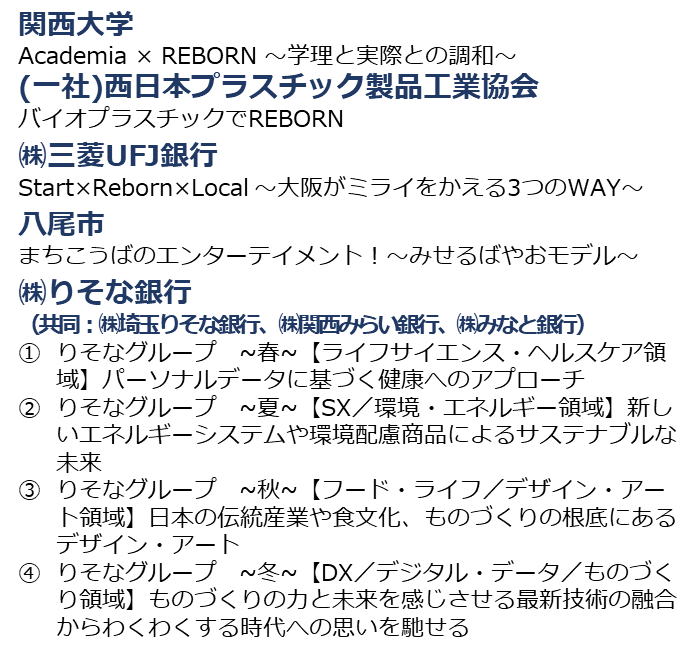 関西大学
Academia × REBORN ～学理と実際との調和～
(一社)西日本プラスチック製品工業協会
バイオプラスチックでREBORN
㈱三菱UFJ銀行
Start×Reborn×Local ～大阪がミライをかえる3つのWAY～
八尾市
まちこうばのエンターテイメント！～みせるばやおモデル～
㈱りそな銀行
（共同：㈱埼玉りそな銀行、㈱関西みらい銀行、㈱みなと銀行）
① りそなグループ　~春~【ライフサイエンス・ヘルスケア領
域】パーソナルデータに基づく健康へのアプローチ
② りそなグループ　~夏~【SX／環境・エネルギー領域】新し
いエネルギーシステムや環境配慮商品によるサステナブルな
未来
③ りそなグループ　~秋~【フード・ライフ／デザイン・アー
ト領域】日本の伝統産業や食文化、ものづくりの根底にある
デザイン・アート
④ りそなグループ　~冬~【DX／デジタル・データ／ものづく
り領域】ものづくりの力と未来を感じさせる最新技術の融合
からわくわくする時代への思いを馳せる